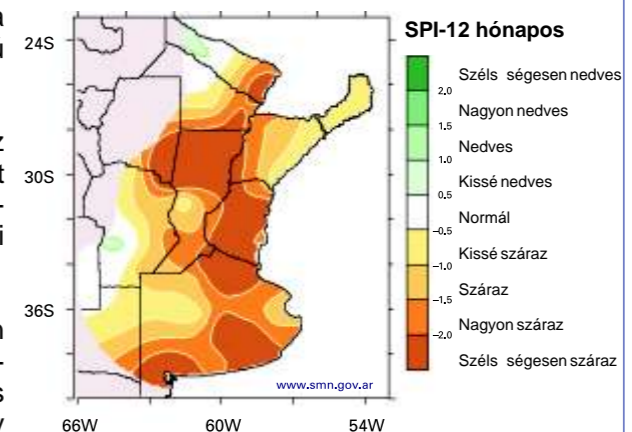 a
u
z
t
-
i
n
-
s
y
24S
30S
36S
66W
60W
54W
www.smn.gov.ar
SPI-12 hónapos
Széls ségesen nedves
2.0
Nagyon nedves
1.5
Nedves
1.0
Kissé nedves
0.5
Normál
−0.5
Kissé száraz
−1.0
Száraz
−1.5
Nagyon száraz
−2.0
Széls ségesen száraz